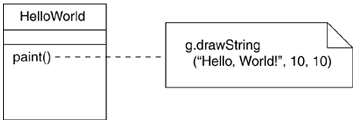 HelloWorld
paint()
g.drawString
(“Hello, World!”, 10, 10)